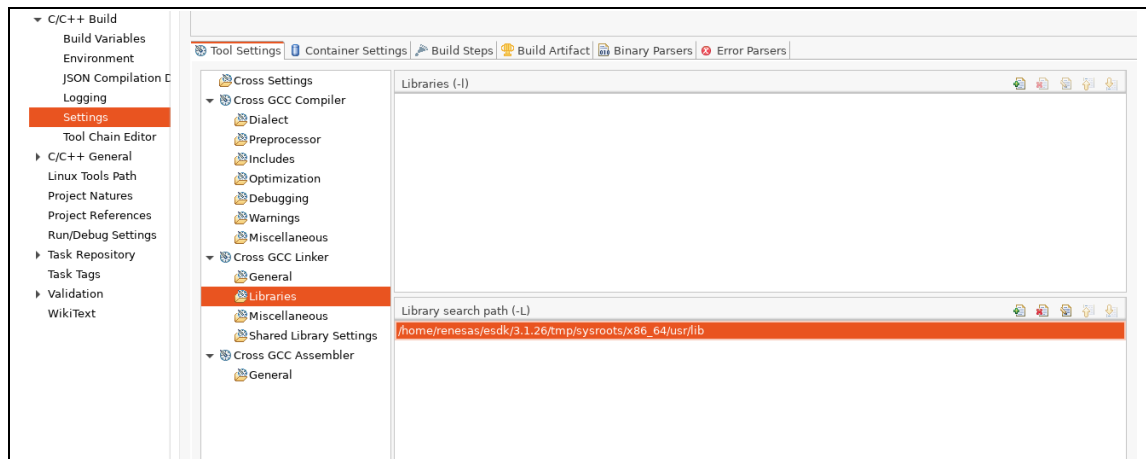 C/C++ Build
Build Variables
Environment
JSON Compilation D
Logging
Settings
Tool Chain Editor
C/C++ General
Linux Tools Path
Project Natures
Project References
Run/Debug Settings
Task Repository
Task Tags
Validation
WikiText
Tool Settings Container Settings Build Steps Build Artifact Binary Parsers Error Parsers
Cross Settings
Cross GCC Compiler
Dialect
Preprocessor
Includes
Optimization
Debugging
Warnings
Miscellaneous
Cross GCC Linker
General
Libraries
Miscellaneous
Shared Library Settings
Cross GCC Assembler
General
Libraries (-l)
Library search path (-L)
/home/renesas/esdk/3.1.26/tmp/sysroots/x86_64/usr/lib